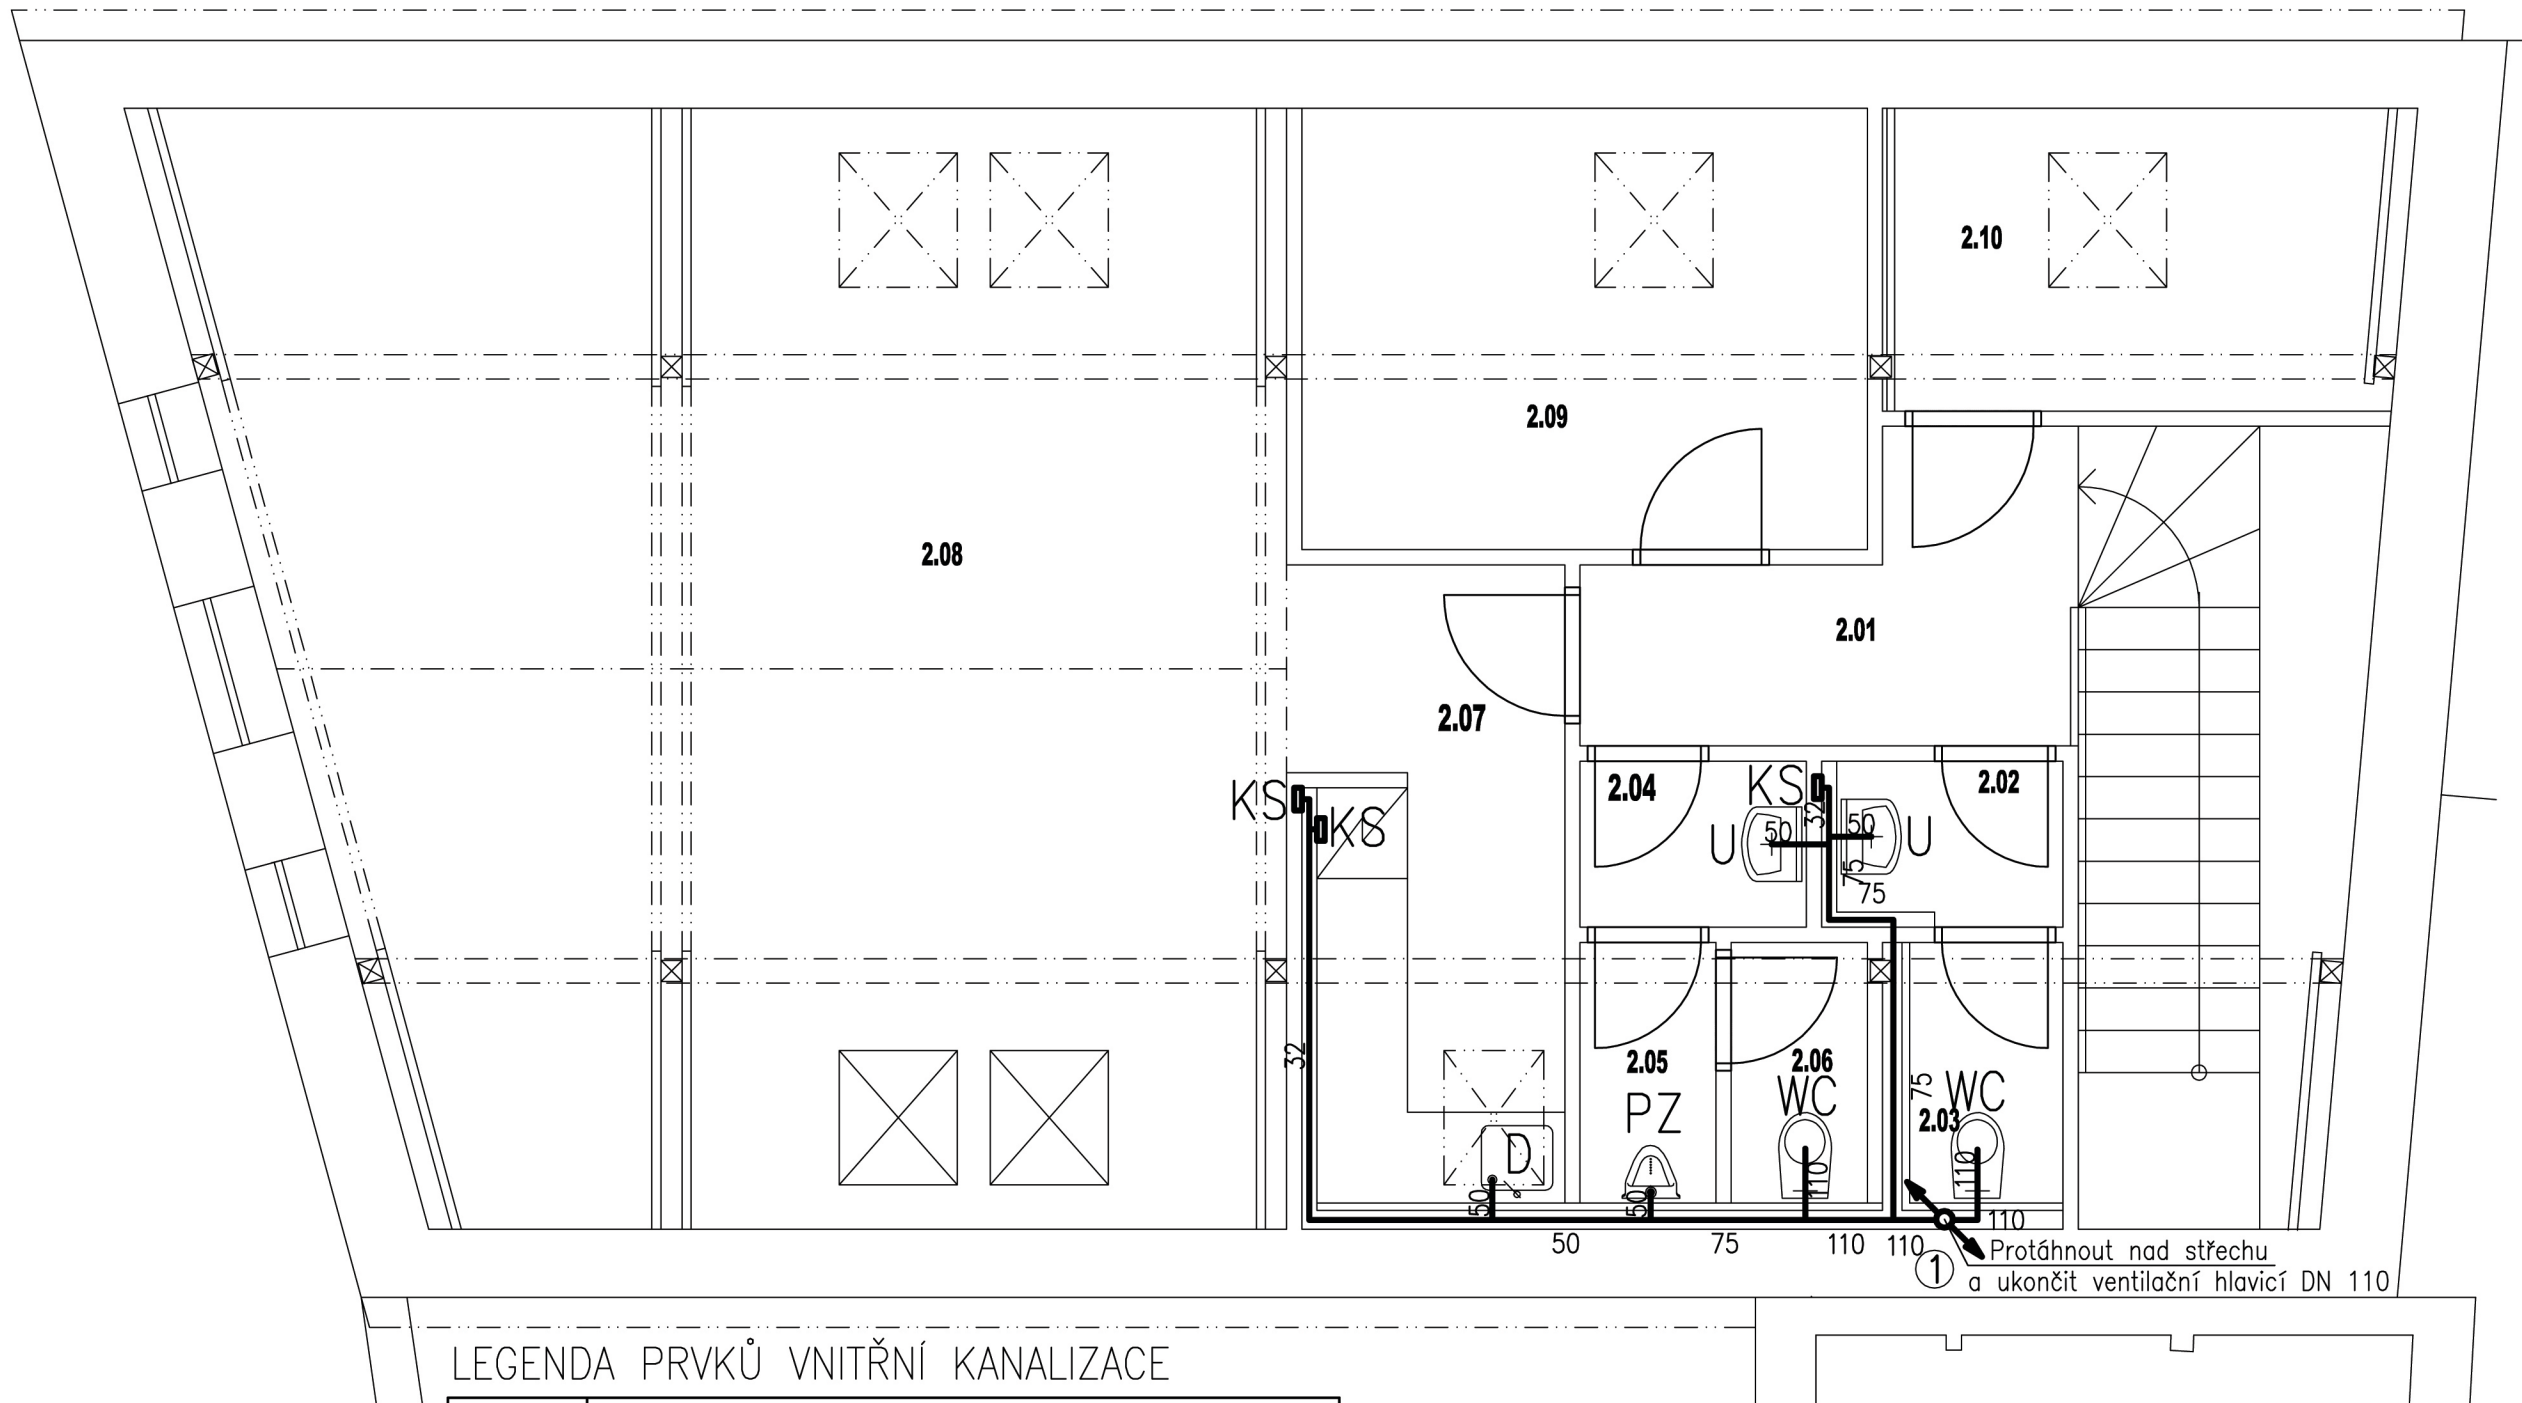 2.10
2.09
2.08
2.01
2.07
2.04
KS
2.02
KS
KS
32
50
50
U
U
75
75
32
2.05
2.06
75
WC
WC
PZ
2.03
D
110
110
50
50
110
50
75
110
110
Protáhnout nad střechu
1
a ukončit ventilační hlavicí DN 110
LEGENDA PRVKŮ VNITŘNÍ KANALIZACE